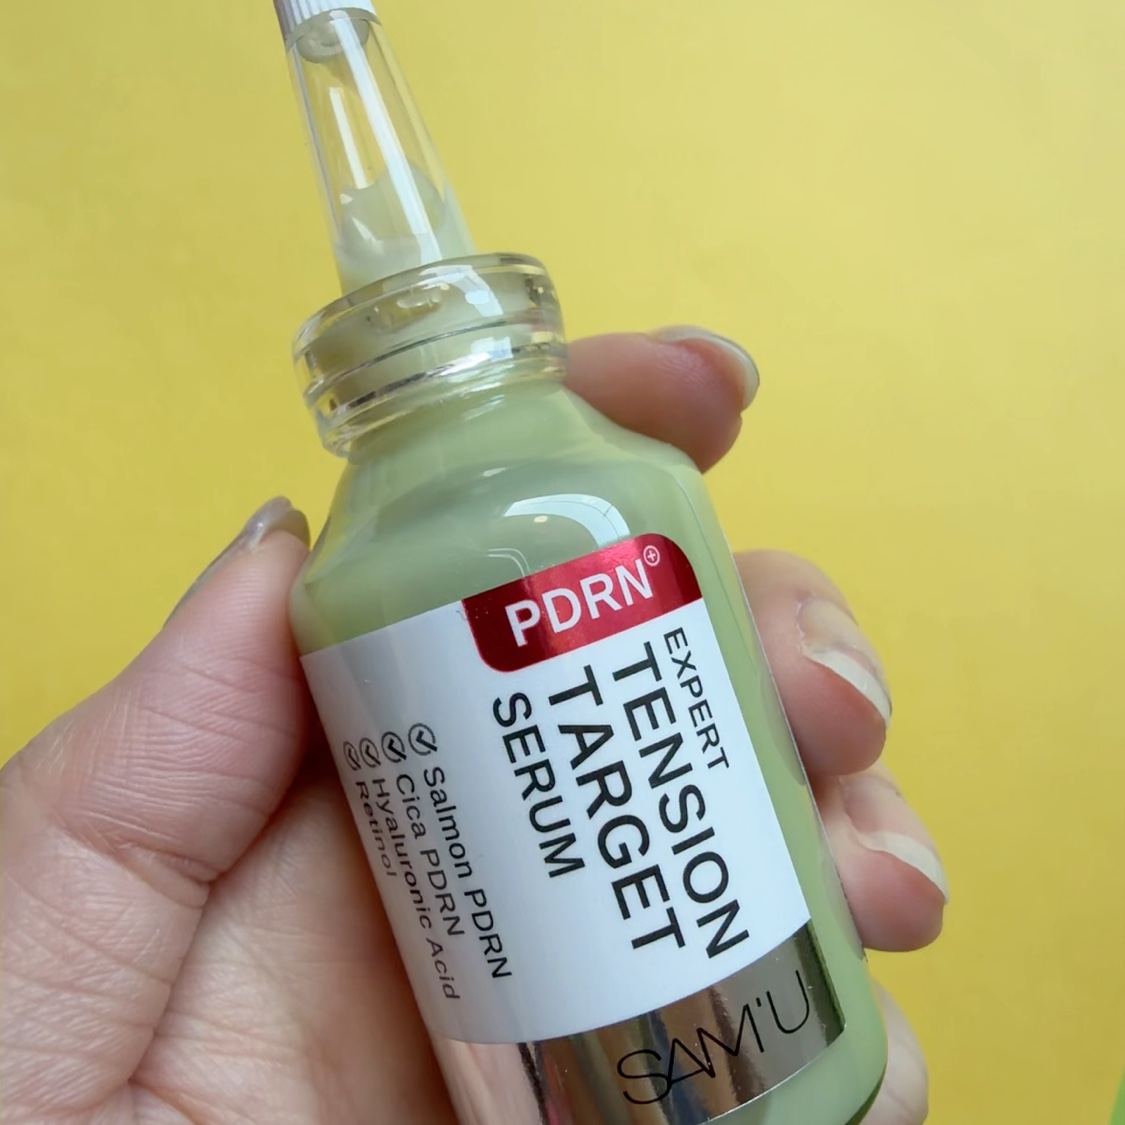 PDRN⊕
EXPERT
TENSION
TARGET
SERUM
Salmon PDRN
Cica PDRN
Hyaluronic Acid
Retinol
SAM'U